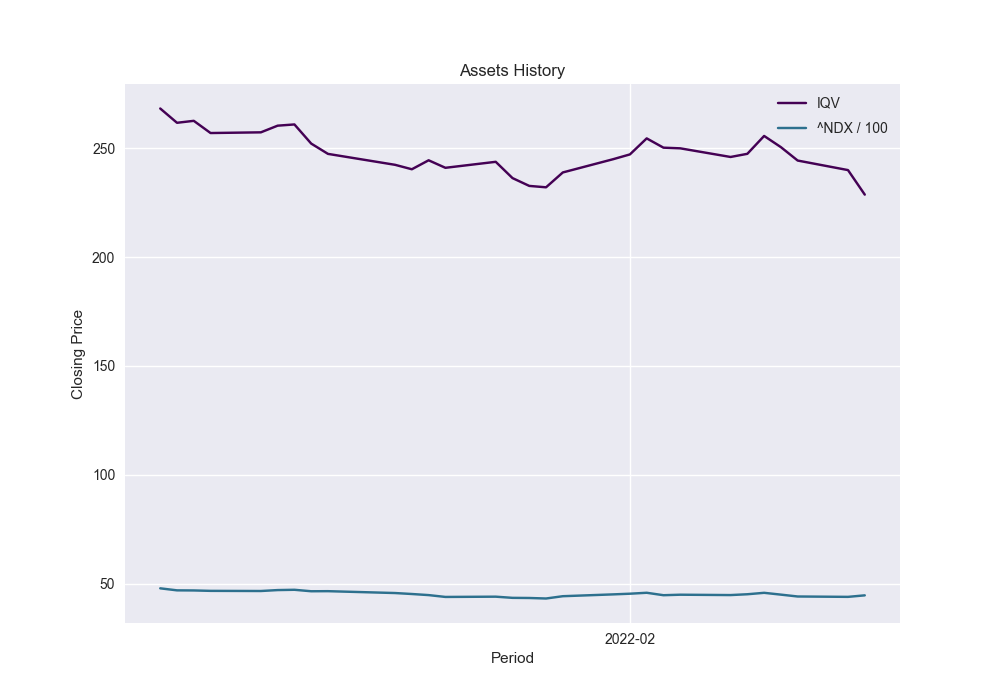 Assets History
IQV
^NDX / 100
250
200
150
100
50
Closing Price
2022-02
Period